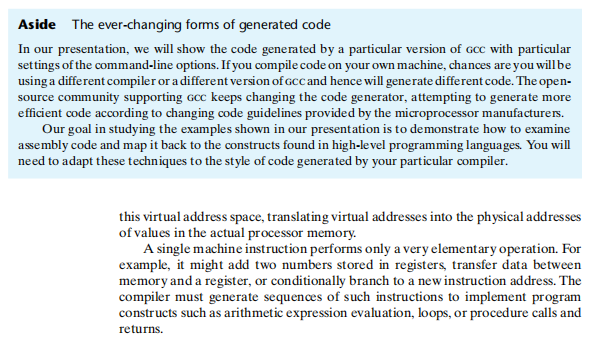 Aside The ever-changing forms of generated code
In our presentation, we will show the code generated by a particular version of GCC with particular
settings of the command-line options. If you compile code on your own machine, chances are you will be
using a different compiler or a different version of GCC and hence will generate different code. The open-
source community supporting GCC keeps changing the code generator, attempting to generate more
efficient code according to changing code guidelines provided by the microprocessor manufacturers.
Our goal in studying the examples shown in our presentation is to demonstrate how to examine
assembly code and map it back to the constructs found in high-level programming languages. You will
need to adapt these techniques to the style of code generated by your particular compiler.
this virtual address space, translating virtual addresses into the physical addresses
of values in the actual processor memory.
A single machine instruction performs only a very elementary operation. For
example, it might add two numbers stored in registers, transfer data between
memory and a register, or conditionally branch to a new instruction address. The
compiler must generate sequences of such instructions to implement program
constructs such as arithmetic expression evaluation, loops, or procedure calls and
returns.